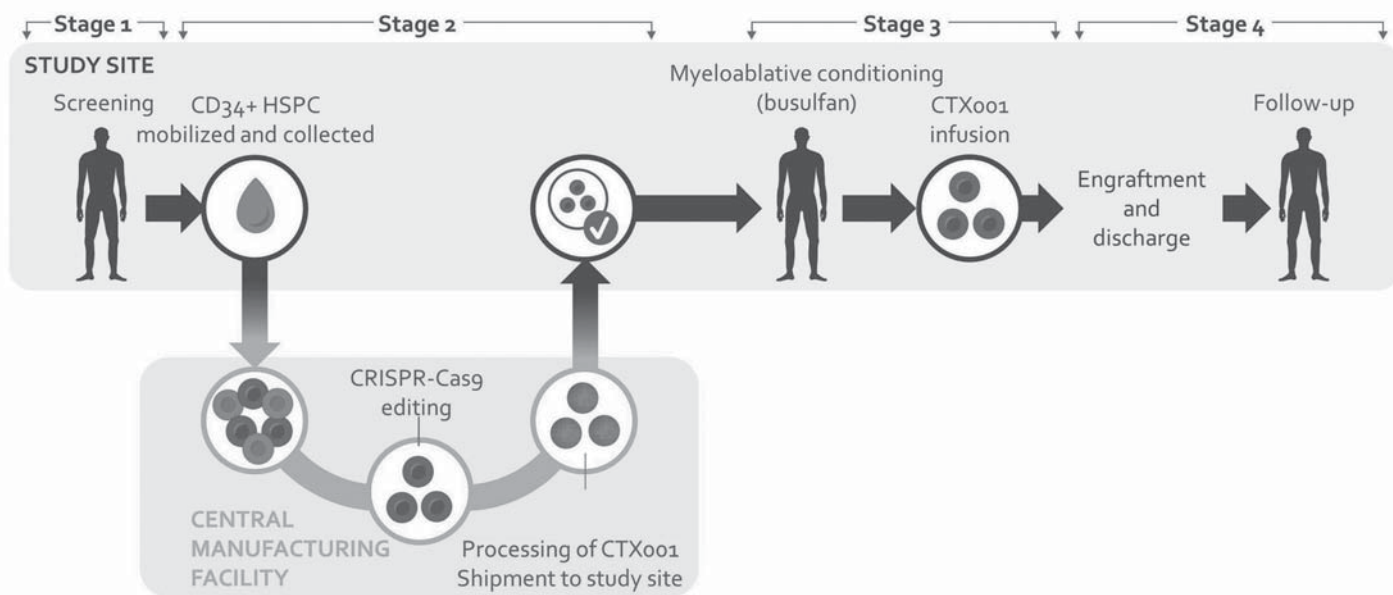 Stage 1
Stage 2
Stage 3
Stage 4
STUDY SITE
Screening
CD34+ HSPC
mobilized and collected
Myeloablative conditioning
(busulfan)
CTX001
infusion
Engraftment
and
discharge
Follow-up
CRISPR-Cas9
editing
CENTRAL
MANUFACTURING
FACILITY
Processing of CTX001
Shipment to study site